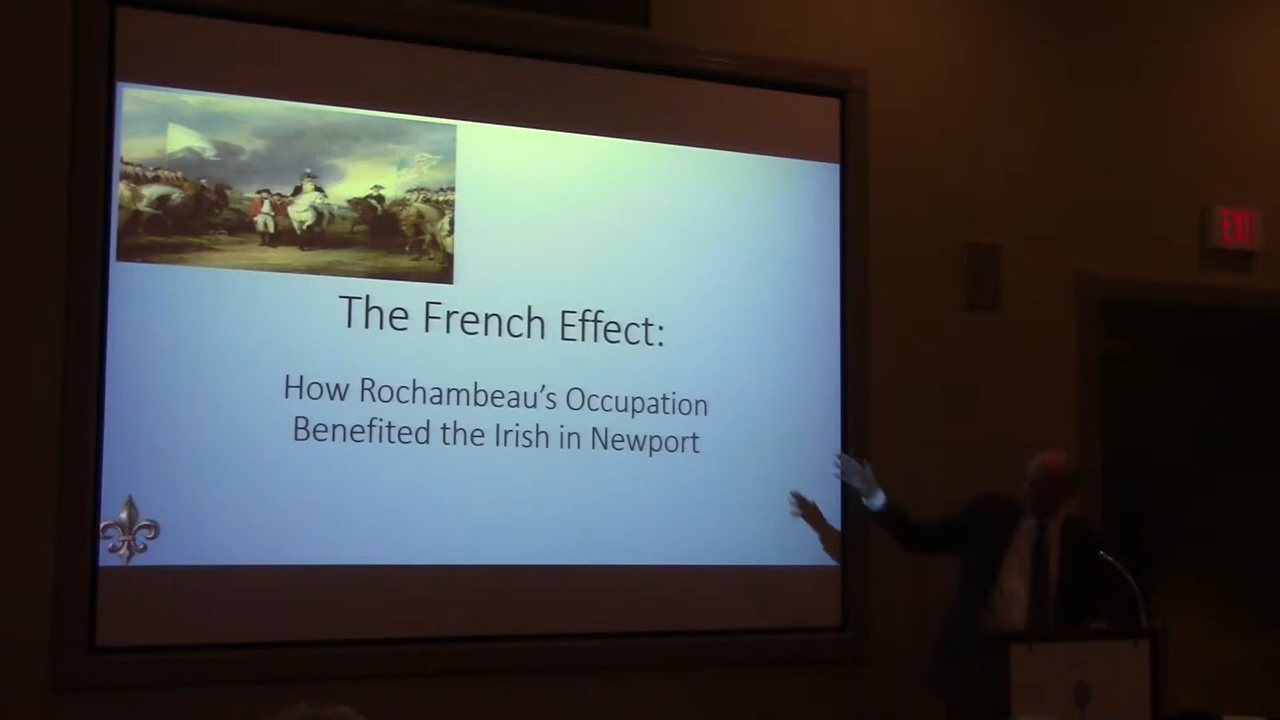 The French Effect:
How Rochambeau's Occupation
Benefited the Irish in Newport
EXIT